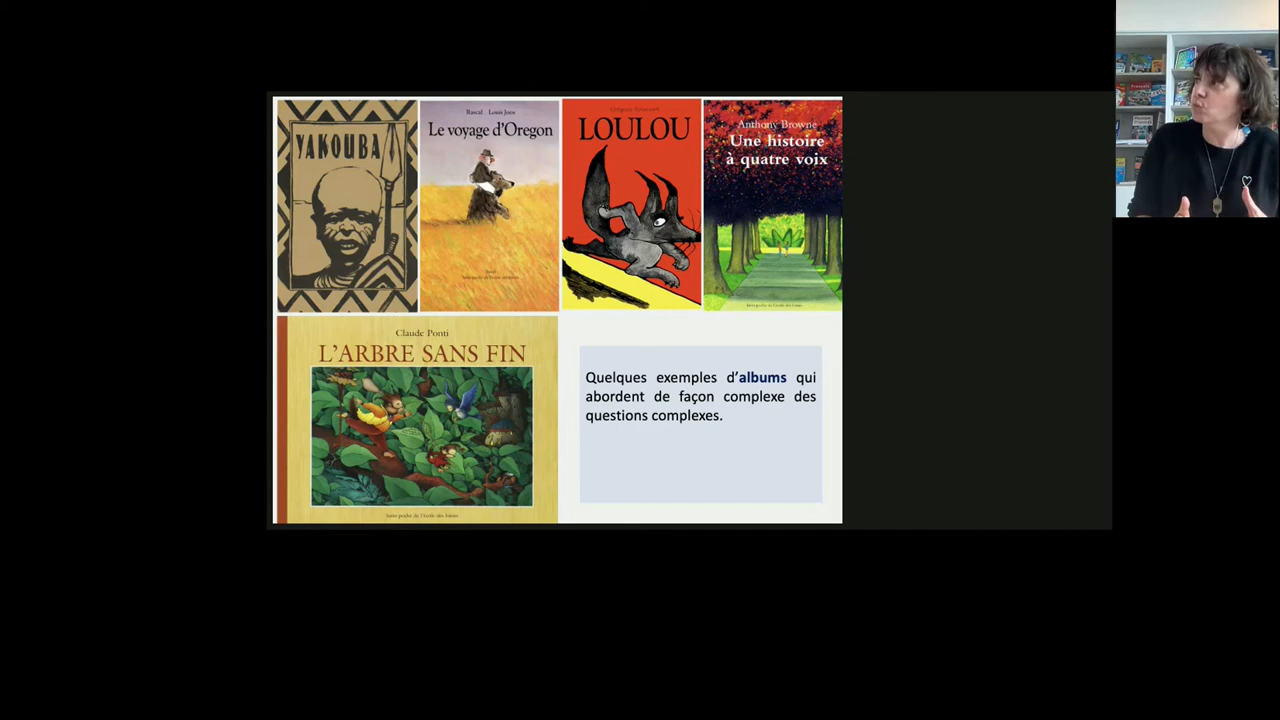 YAKOUBA
Rascal Louis Joos
Le voyage d'Oregon
LOULOU
Anthony Browne
Une histoire
à quatre voix
Claude Ponti
L'ARBRE SANS FIN
Quelques exemples d'albums qui
abordent de façon complexe des
questions complexes.